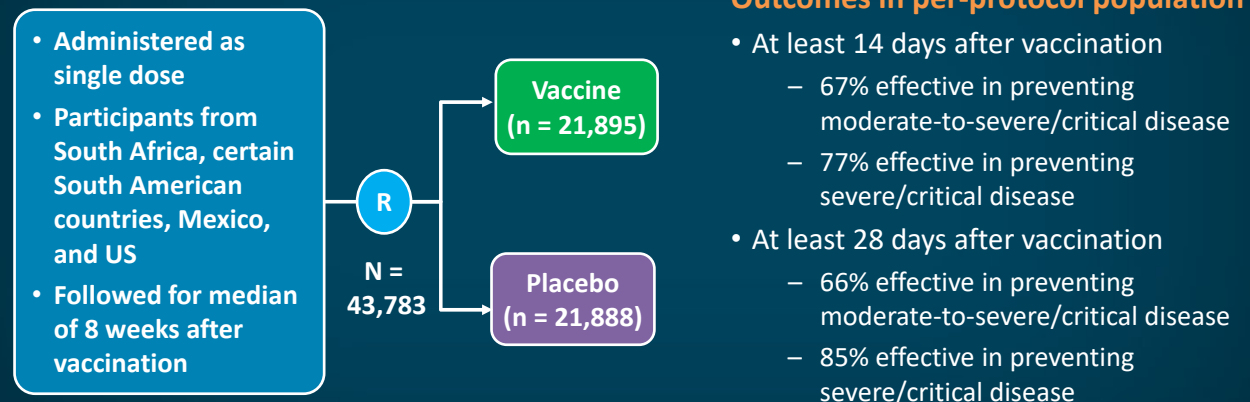 Outcomes in per-protocol population
• Administered as
single dose
• Participants from
South Africa, certain
South American
countries, Mexico,
and US
• Followed for median
of 8 weeks after
vaccination
R
N =
43,783
Vaccine
(n = 21,895)
Placebo
(n = 21,888)
• At least 14 days after vaccination
– 67% effective in preventing
moderate-to-severe/critical disease
– 77% effective in preventing
severe/critical disease
• At least 28 days after vaccination
– 66% effective in preventing
moderate-to-severe/critical disease
– 85% effective in preventing
severe/critical disease